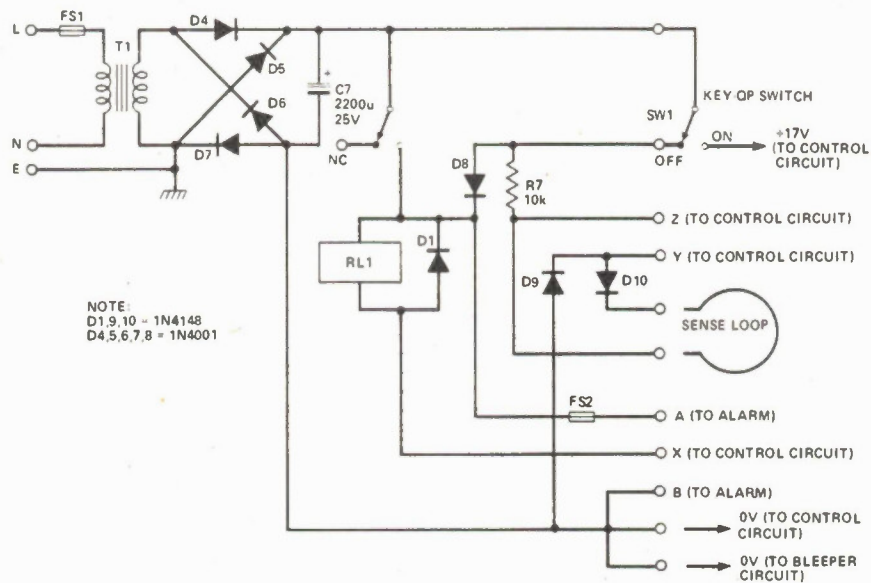 L
FS1
T1
N
E
D4
D5
D6
D7
+
C7
2200u
25V
NC
D8
R7
10k
SW1
KEY-OP SWITCH
ON
OFF
+17V
(TO CONTROL
CIRCUIT)
Z (TO CONTROL CIRCUIT)
RL1
D1
D9
Y (TO CONTROL CIRCUIT)
D10
SENSE LOOP
NOTE:
D1,9,10 = 1N4148
D4,5,6,7,8 = 1N4001
FS2
A (TO ALARM)
X (TO CONTROL CIRCUIT)
B (TO ALARM)
0V (TO CONTROL
CIRCUIT)
0V (TO BLEEPER
CIRCUIT)